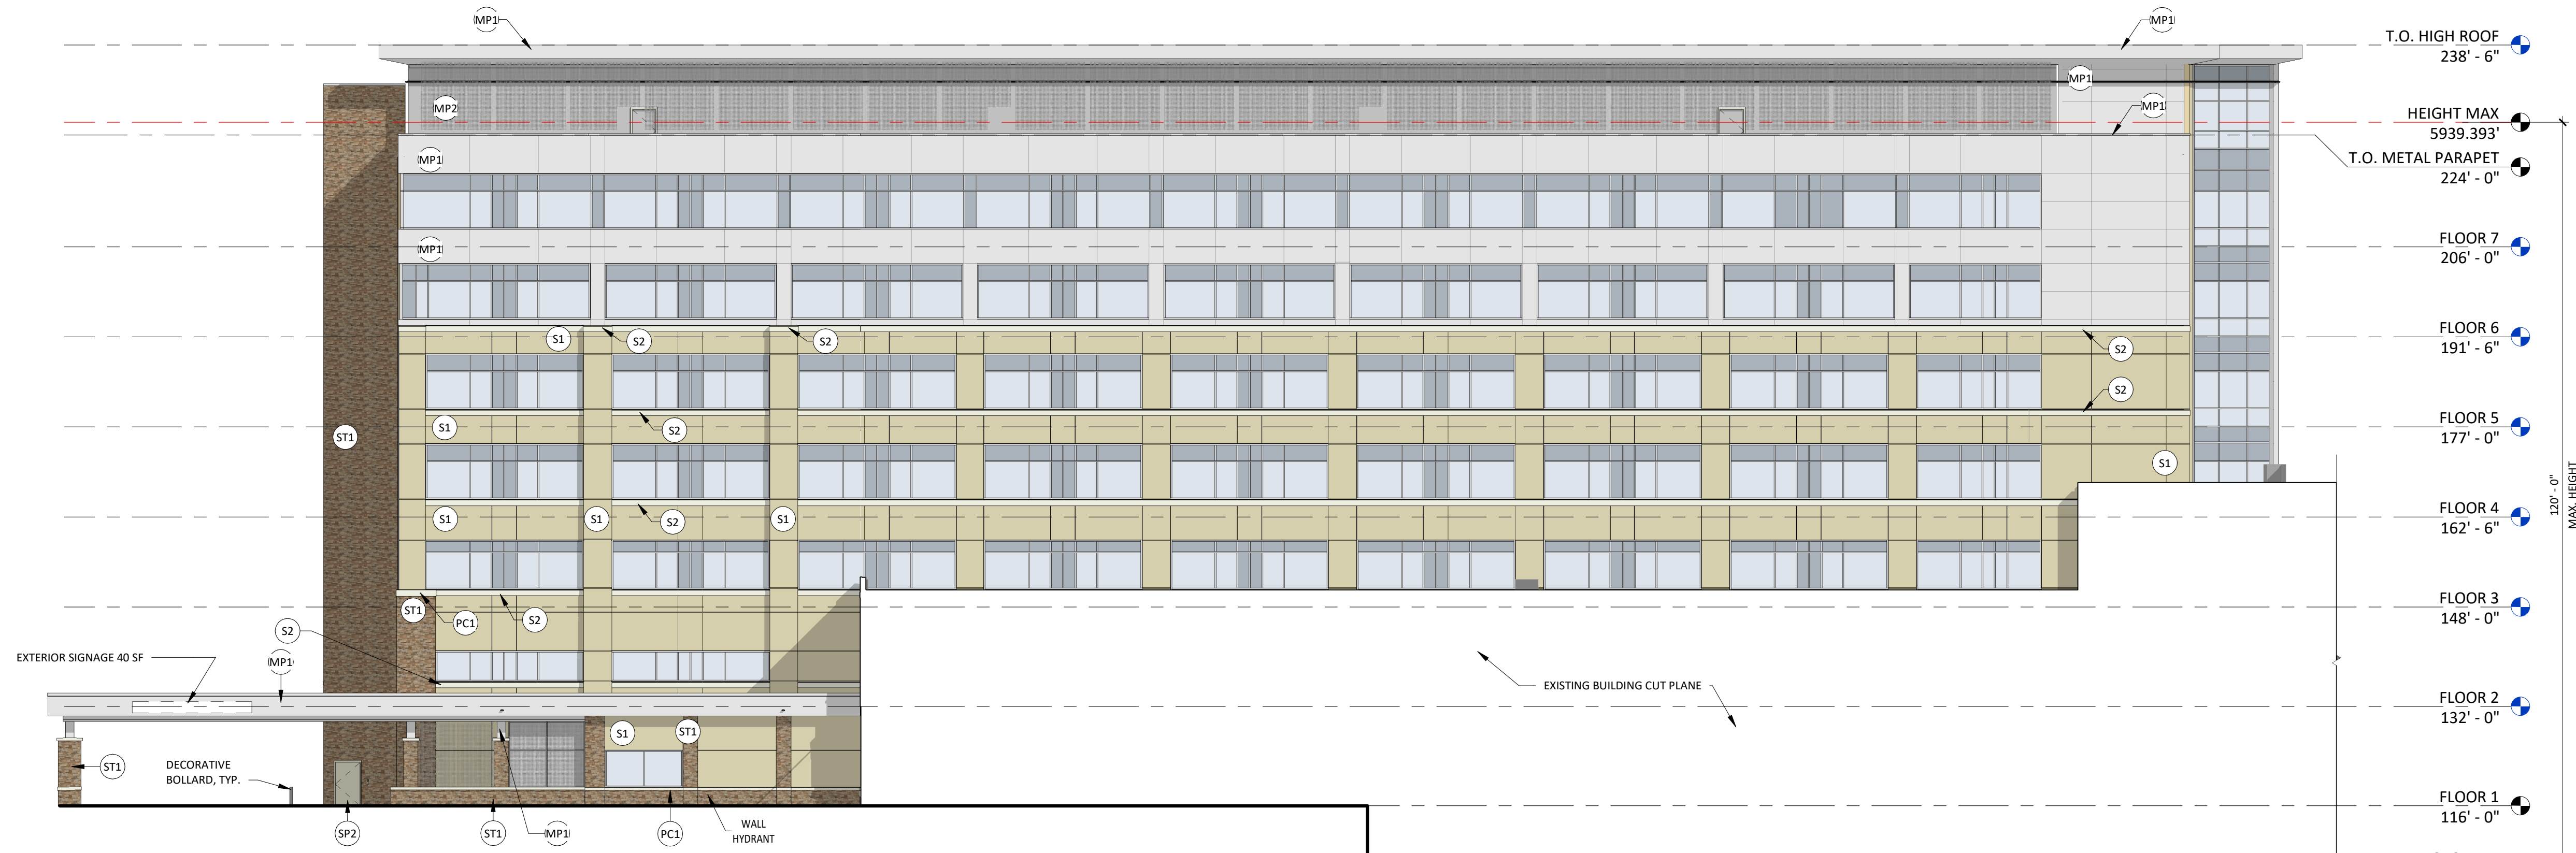 MP1
MP1
T.O. HIGH ROOF
238' - 6"
MP2
MP1
MP1
HEIGHT MAX
5939.393'
MP1
T.O. METAL PARAPET
224' - 0"
MP1
FLOOR 7
206' - 0"
S1
S2
S2
S2
FLOOR 6
191' - 6"
S2
ST1
S1
S2
FLOOR 5
177' - 0"
S1
S1
S2
S1
S1
FLOOR 4
162' - 6"
120' - 0"
MAX. HEIGHT
ST1
PC1
S2
FLOOR 3
148' - 0"
S2
EXTERIOR SIGNAGE 40 SF
MP1
EXISTING BUILDING CUT PLANE
FLOOR 2
132' - 0"
S1
ST1
ST1
DECORATIVE
BOLLARD, TYP.
FLOOR 1
116' - 0"
SP2
ST1
MP1
PC1
WALL
HYDRANT